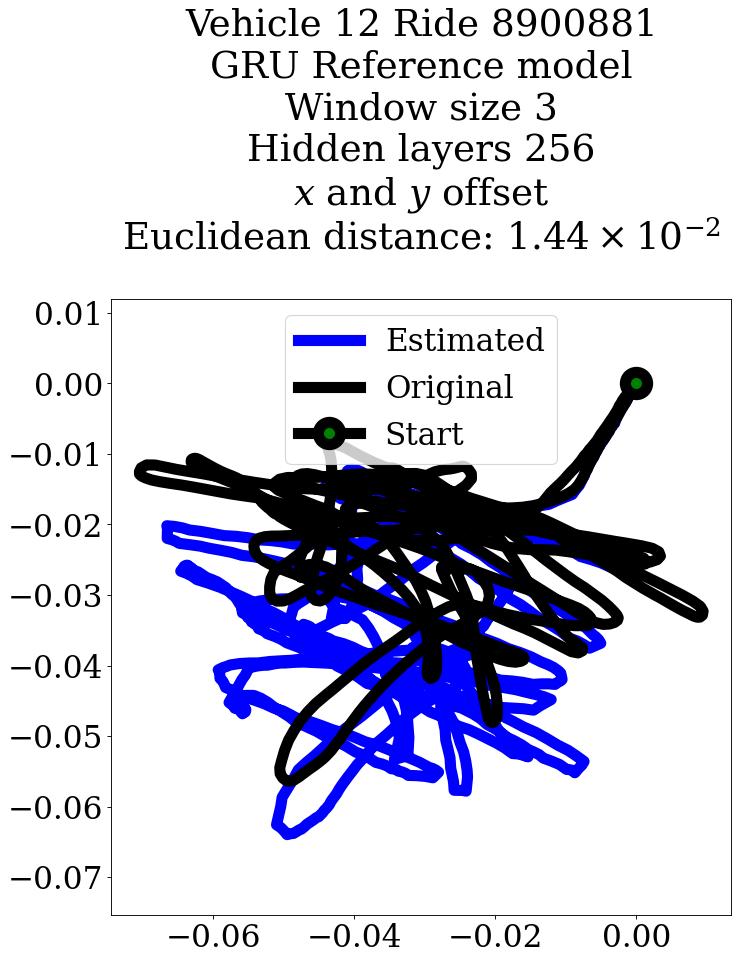 Vehicle 12 Ride 8900881
GRU Reference model
Window size 3
Hidden layers 256
x and y offset
Euclidean distance: 1.44 × 10⁻²
Estimated
Original
Start
0.01
0.00
−0.01
−0.02
−0.03
−0.04
−0.05
−0.06
−0.07
−0.06 −0.04 −0.02 0.00